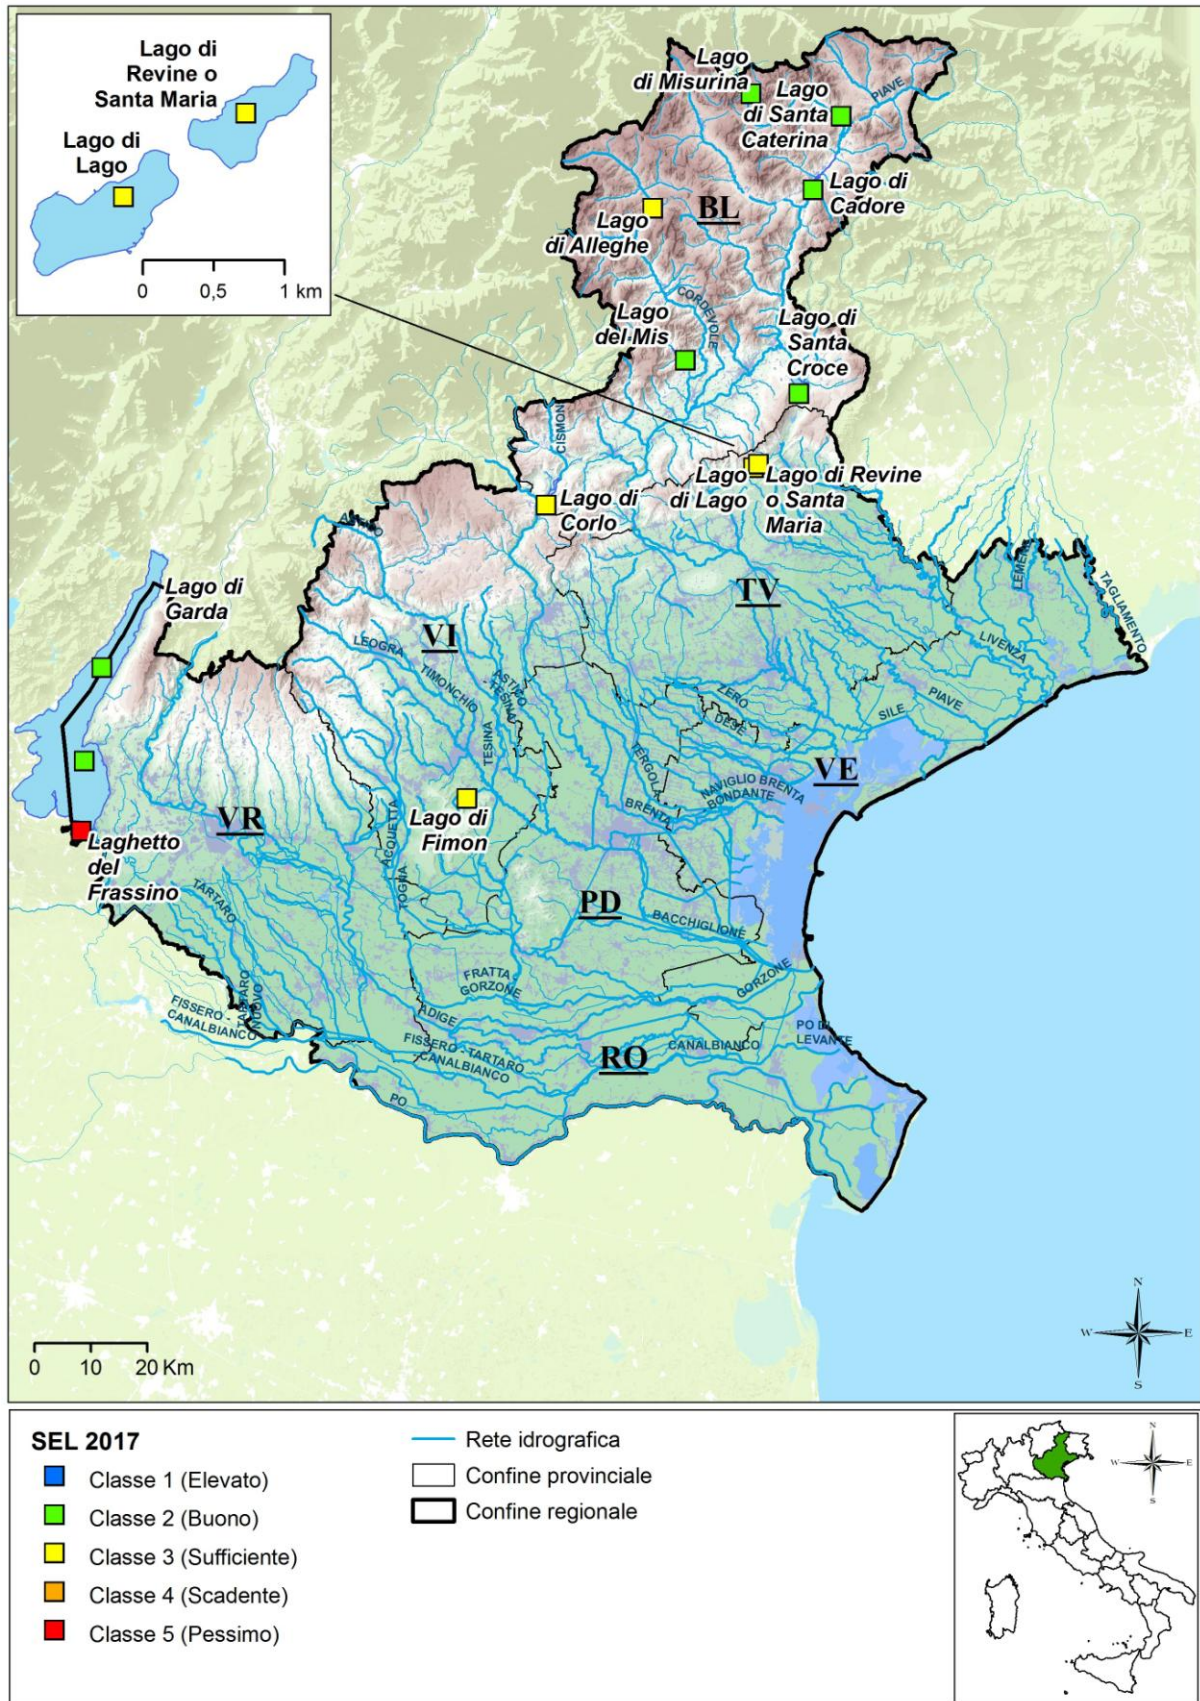 Lago di
Revine o
Santa Maria
Lago di
Lago
0 0,5 1 km
Lago
di Misurina
Lago
di Santa
Caterina
PIAVE
Lago di
Cadore
BL
Lago
di Alleghe
CORDEVOLE
Lago
del Mis
Lago di
Santa
Croce
CISMON
Lago
di Lago
Lago di Revine
o Santa
Maria
Lago di
Corlo
Lago di
Garda
TV
LEMENE
TAGLIAMENTO
LIVENZA
VI
LEOGRA
TIMONCHIO
ASTICO
- TESINA
TESINA
ZERO
DESE
SILE
PIAVE
TERGOLA
VE
NAVIGLIO BRENTA
BONDANTE
BRENTA
VR
Lago di
Fimon
ACQUETTA
TOGNA
Laghetto
del
Frassino
TARTARO
PD
BACCHIGLIONE
FRATTA
GORZONE
GORZONE
TARTARO
NUOVO
FISSERO -
CANALBIANCO
ADIGE
FISSERO - TARTARO
CANALBIANCO
RO
CANALBIANCO
PO DI
LEVANTE
PO
N
W E
S
0 10 20 Km
SEL 2017
Classe 1 (Elevato)
Classe 2 (Buono)
Classe 3 (Sufficiente)
Classe 4 (Scadente)
Classe 5 (Pessimo)
Rete idrografica
Confine provinciale
Confine regionale
N
W E
S